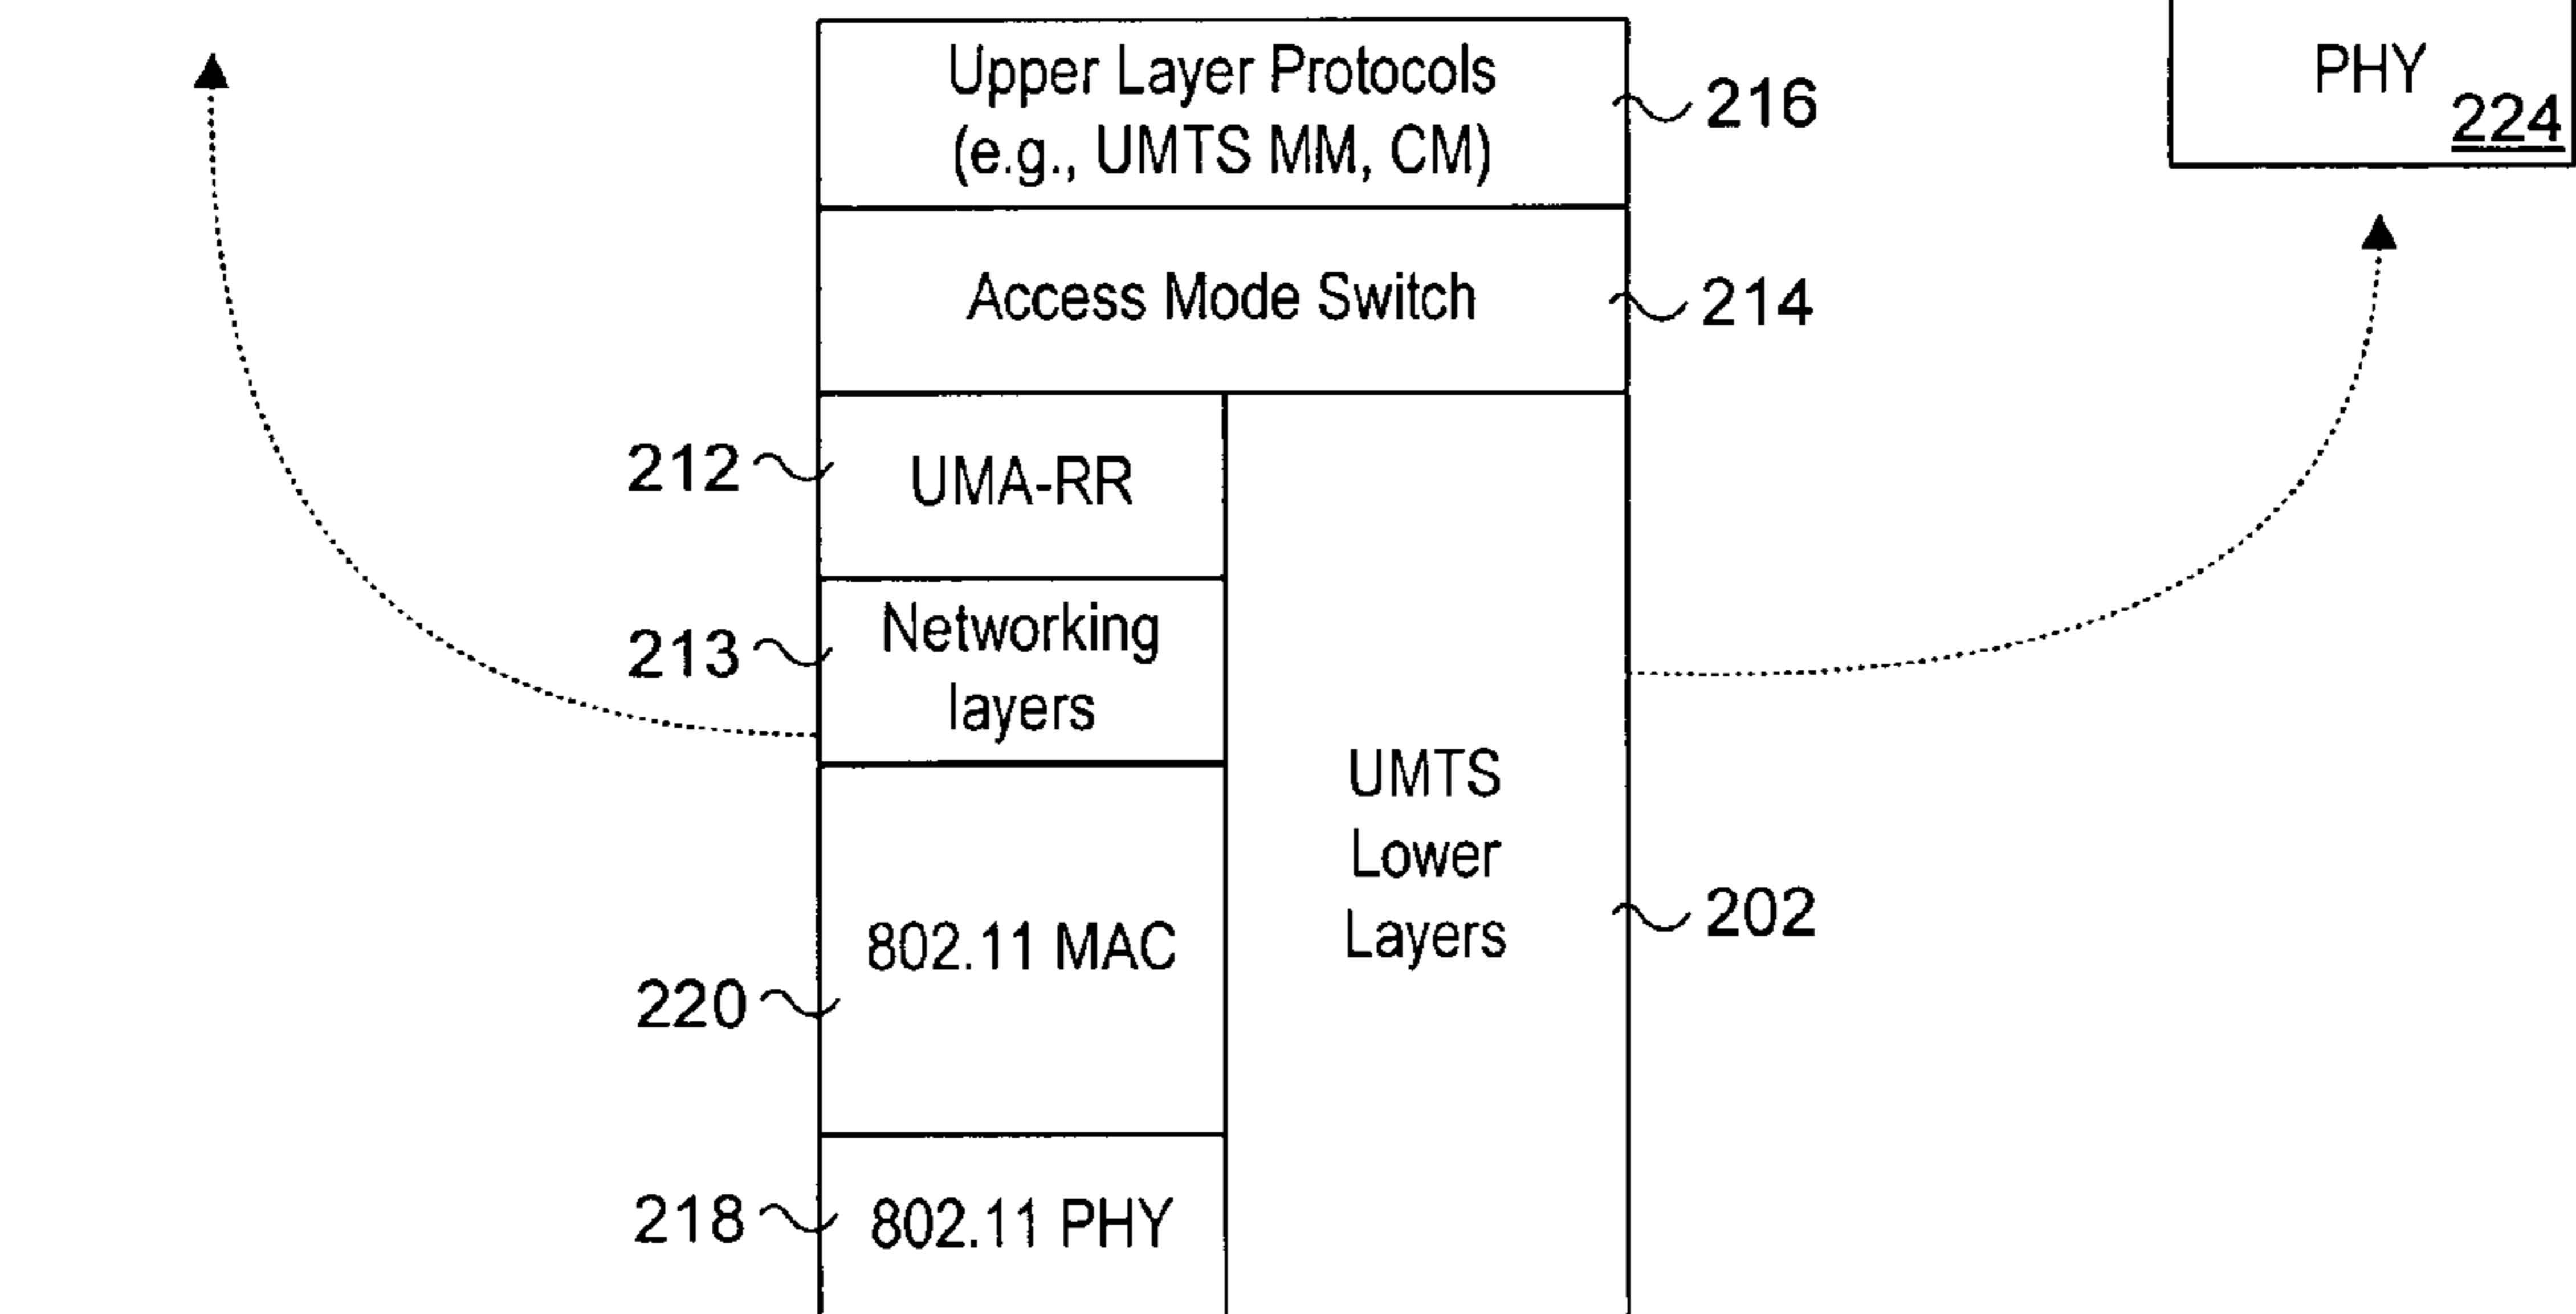 Upper Layer Protocols
(e.g., UMTS MM, CM)
216
PHY
224
Access Mode Switch
214
212
UMA-RR
213
Networking
layers
UMTS
Lower
Layers
202
802.11 MAC
220
218
802.11 PHY